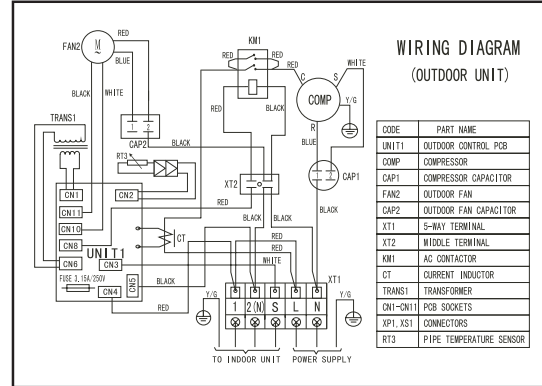 WIRING DIAGRAM
(OUTDOOR UNIT)
FAN2
M
~
RED
BLUE
BLACK
WHITE
TRANS1
1 2
CAP2
BLACK
RT3
KM1
RED
RED
RED
RED
BLACK
C S
WHITE
COMP
Y/G
R
BLUE
CAP1
XT2
RED
BLACK
BLACK
BLACK
CN1
CN2
CN11
CN10
CN8
UNIT1
CN6
CN3
CN5
CN4
FUSE 3.15A/250V
CT
RED
RED
WHITE
BLACK
RED
XT1
Y/G
1 2(N) S L N
Y/G
TO INDOOR UNIT
POWER SUPPLY
CODE PART NAME
UNIT1 OUTDOOR CONTROL PCB
COMP COMPRESSOR
CAP1 COMPRESSOR CAPACITOR
FAN2 OUTDOOR FAN
CAP2 OUTDOOR FAN CAPACITOR
XT1 5-WAY TERMINAL
XT2 MIDDLE TERMINAL
KM1 AC CONTACTOR
CT CURRENT INDUCTOR
TRANS1 TRANSFORMER
CN1-CN11 PCB SOCKETS
XP1,XS1 CONNECTORS
RT3 PIPE TEMPERATURE SENSOR